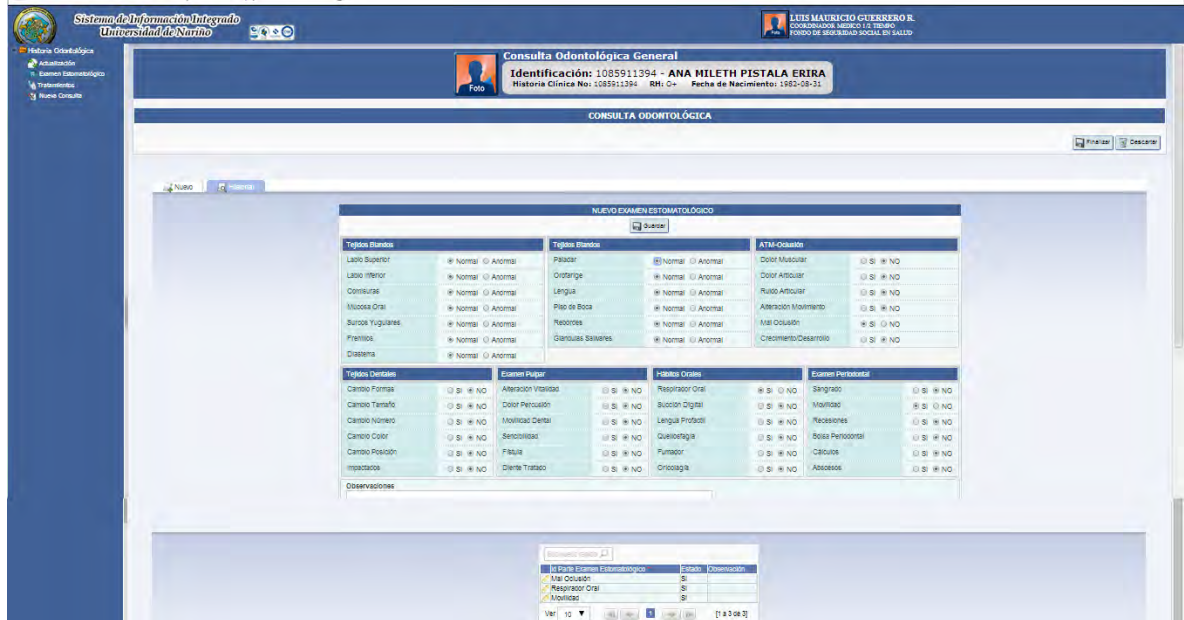 Sistema de Información Integrado
Universidad de Nariño
LUIS MAURICIO GUERRERO R.
COORDINADOR MEDICO 1/2 TIEMPO
FONDO DE SEGURIDAD SOCIAL EN SALUD
Foto
Historia Odontológica
Actualización
Examen Estomatológico
Tratamientos
Nueva Consulta
Consulta Odontológica General
Identificación: 1085911394 - ANA MILETH PISTALA ERIRA
Historia Clínica No: 1085911394 RH: O+ Fecha de Nacimiento: 1982-08-31
Foto
CONSULTA ODONTOLÓGICA
Finalizar Descartar
Nuevo Historial
NUEVO EXAMEN ESTOMATOLÓGICO
Guardar
Tejidos Blandos Tejidos Blandos ATM-Oclusión
Labio Superior Normal Anormal Paladar Normal Anormal Dolor Muscular SI NO
Labio Inferior Normal Anormal Orofaringe Normal Anormal Dolor Articular SI NO
Comisuras Normal Anormal Lengua Normal Anormal Ruido Articular SI NO
Mucosa Oral Normal Anormal Piso de Boca Normal Anormal Alteración Movimiento SI NO
Surcos Yugulares Normal Anormal Rebordes Normal Anormal Mal Oclusión SI NO
Frenillos Normal Anormal Glandulas Salivares Normal Anormal Crecimiento/Desarrollo SI NO
Diastema Normal Anormal
Tejidos Dentales Examen Pulpar Hábitos Orales Examen Periodontal
Cambio Formas SI NO Alteración Vitalidad SI NO Respirador Oral SI NO Sangrado SI NO
Cambio Tamaño SI NO Dolor Percusión SI NO Succión Digital SI NO Movilidad SI NO
Cambio Número SI NO Movilidad Dental SI NO Lengua Protactil SI NO Recesiones SI NO
Cambio Color SI NO Sencibilidad SI NO Queilofagia SI NO Bolsa Periodontal SI NO
Cambio Posición SI NO Fistula SI NO Fumador SI NO Cálculos SI NO
Impactados SI NO Diente Tratado SI NO Onicofagia SI NO Abscesos SI NO
Observaciones
Id Parte Examen Estomatologico Estado Observación
Mal Oclusión SI
Respirador Oral SI
Movilidad SI
Ver 10 1 [1 a 3 de 3]